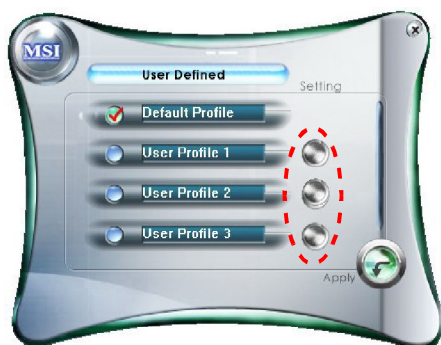 MSI
User Defined
Setting
Default Profile
User Profile 1
User Profile 2
User Profile 3
Apply